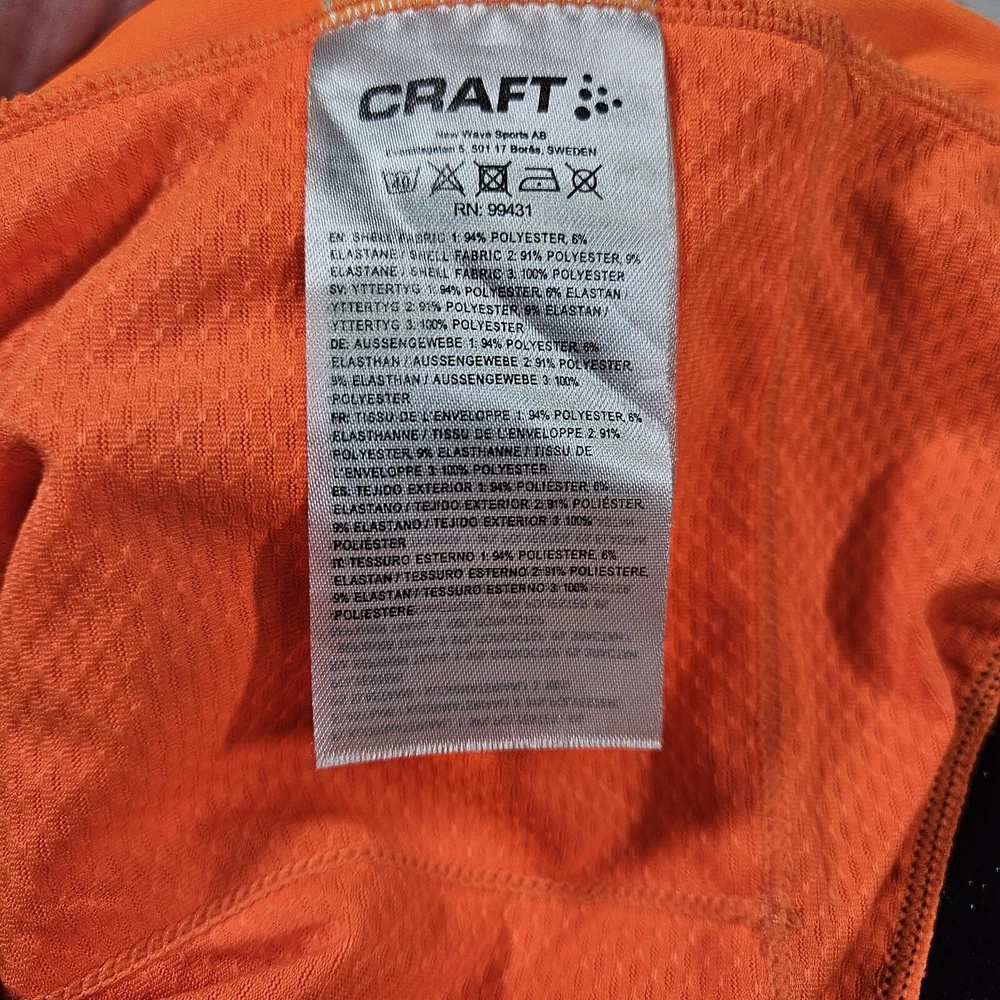 CRAFT
New Wave Sports AB
5, 501 17 Borås, SWEDEN
40
RN: 99431
EN: SHELL FABRIC 1: 94% POLYESTER, 6%
ELASTANE / SHELL FABRIC 2: 91% POLYESTER, 9%
ELASTANE / SHELL FABRIC 3: 100% POLYESTER
SV: YTTERTYG 1: 94% POLYESTER, 6% ELASTAN
YTTERTYG 2: 91% POLYESTER, 9% ELASTAN /
YTTERTYG 3: 100% POLYESTER
DE: AUSSENGEWEBE 1: 94% POLYESTER, 6%
ELASTHAN / AUSSENGEWEBE 2: 91% POLYESTER,
9% ELASTHAN / AUSSENGEWEBE 3: 100%
POLYESTER
FR: TISSU DE L'ENVELOPPE 1: 94% POLYESTER, 6%
ELASTHANNE / TISSU DE L'ENVELOPPE 2: 91%
POLYESTER, 9% ELASTHANNE / TISSU DE
L'ENVELOPPE 3: 100% POLYESTER
ES: TEJIDO EXTERIOR 1: 94% POLIÉSTER, 6%
ELASTANO / TEJIDO EXTERIOR 2: 91% POLIÉSTER,
9% ELASTANO / TEJIDO EXTERIOR 3: 100%
POLIÉSTER
IT: TESSURO ESTERNO 1: 94% POLIESTERE, 6%
ELASTAN / TESSURO ESTERNO 2: 91% POLIESTERE,
9% ELASTAN / TESSURO ESTERNO 3: 100%
POLIESTERE